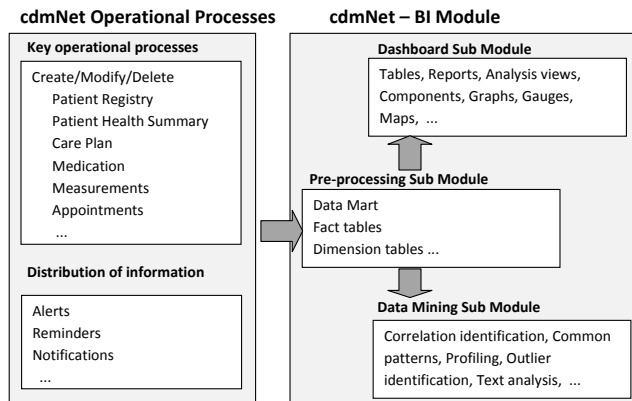 cdmNet Operational Processes
Key operational processes
Create/Modify/Delete
Patient Registry
Patient Health Summary
Care Plan
Medication
Measurements
Appointments
...
Distribution of information
Alerts
Reminders
Notifications
...
cdmNet – BI Module
Dashboard Sub Module
Tables, Reports, Analysis views,
Components, Graphs, Gauges,
Maps, ...
Pre-processing Sub Module
Data Mart
Fact tables
Dimension tables ...
Data Mining Sub Module
Correlation identification, Common
patterns, Profiling, Outlier
identification, Text analysis, ...